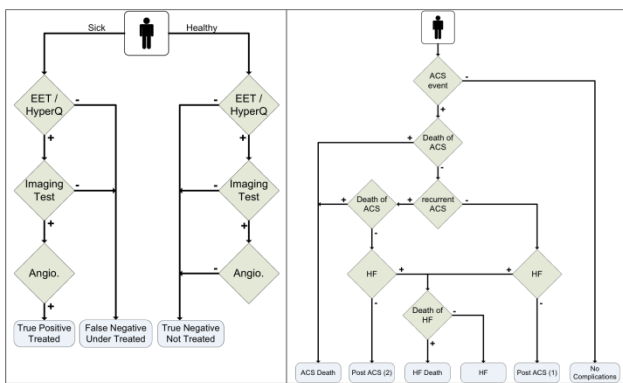 Sick
Healthy
EET /
HyperQ
-
+
Imaging
Test
-
+
Angio.
+
EET /
HyperQ
-
+
Imaging
Test
-
+
Angio.
-
True Positive
Treated
False Negative
Under Treated
True Negative
Not Treated
ACS
event
-
+
Death of
ACS
+
-
Death of
ACS
+
-
recurrent
ACS
+
-
HF
+
-
HF
+
-
Death of
HF
-
+
ACS Death
Post ACS (2)
HF Death
HF
Post ACS (1)
No
Complications